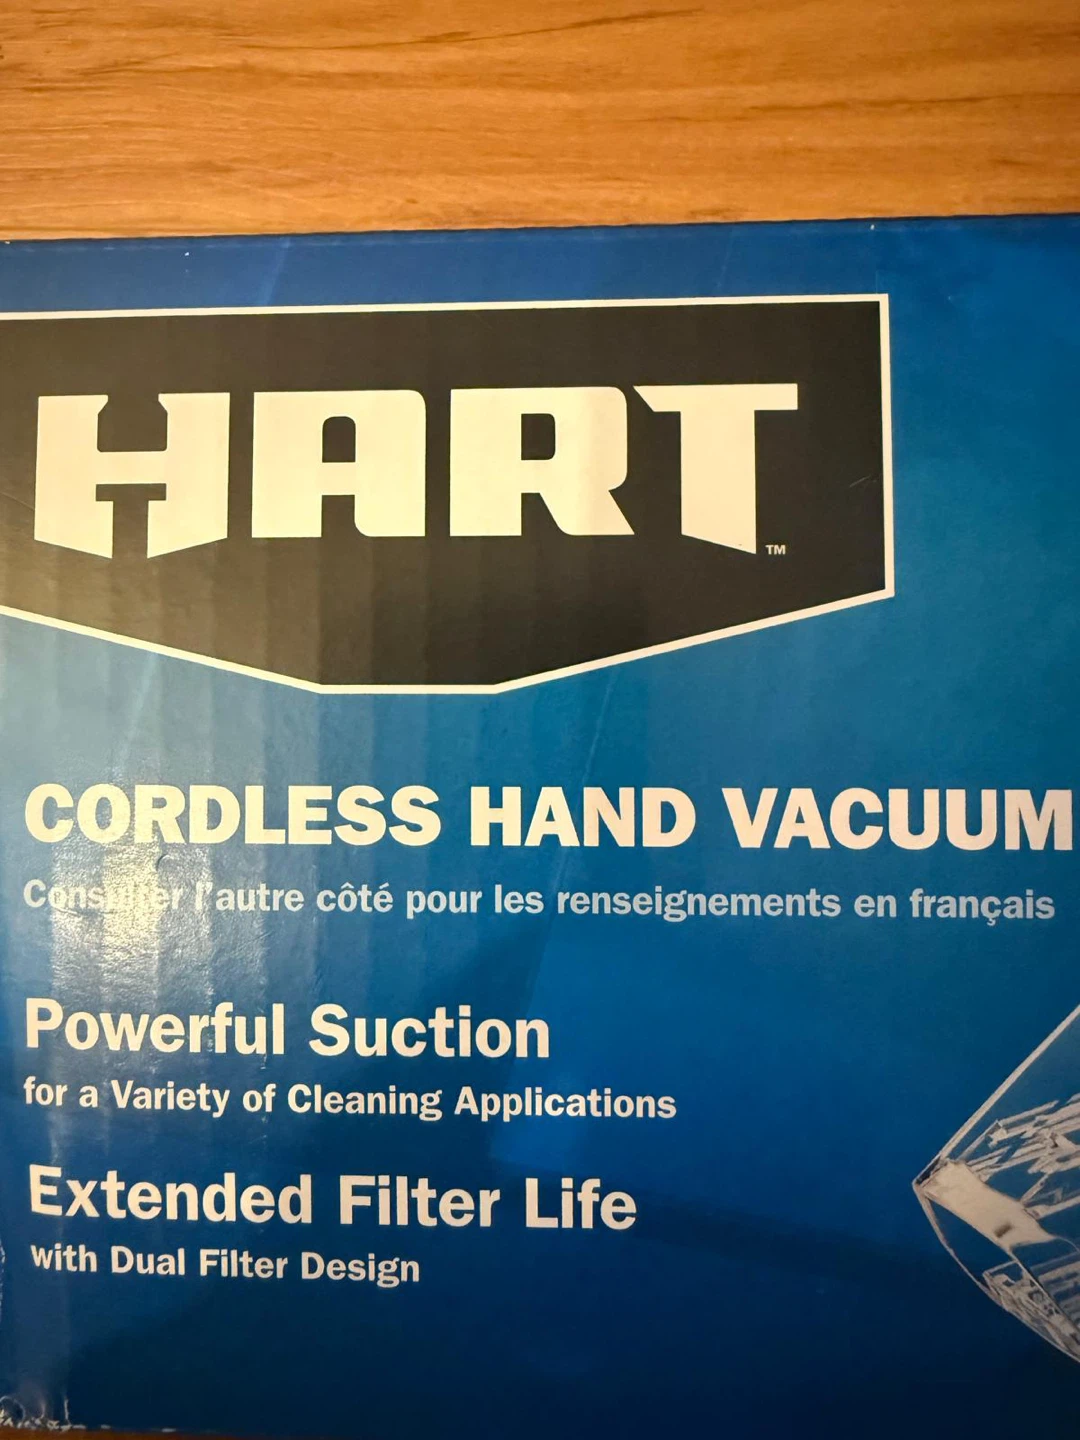 HART™
CORDLESS HAND VACUUM
Consulter l'autre côté pour les renseignements en français
Powerful Suction
for a Variety of Cleaning Applications
Extended Filter Life
with Dual Filter Design